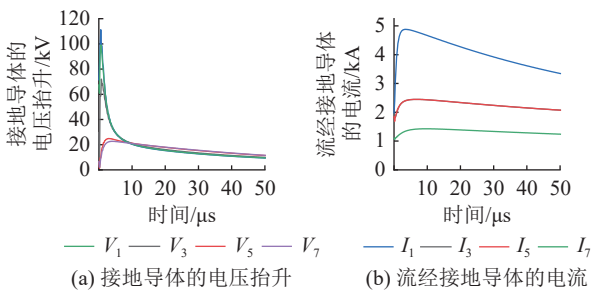 接地导体的
电压抬升/kV
120
100
80
60
40
20
0
10 20 30 40 50
时间/μs
V1 V3 V5 V7
(a) 接地导体的电压抬升
流经接地导体
的电流/kA
5
4
3
2
1
0
10 20 30 40 50
时间/μs
I1 I3 I5 I7
(b) 流经接地导体的电流